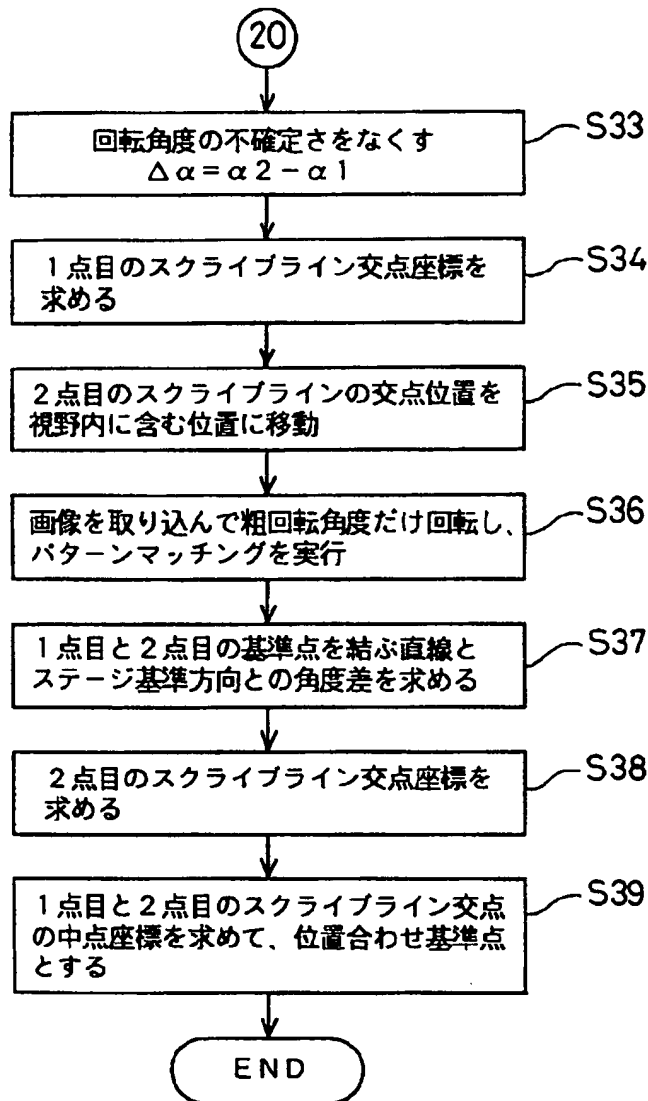 20
回転角度の不確定さをなくす
Δα=α2-α1
S33
1点目のスクライブライン交点座標を
求める
S34
2点目のスクライブラインの交点位置を
視野内に含む位置に移動
S35
画像を取り込んで粗回転角度だけ回転し、
パターンマッチングを実行
S36
1点目と2点目の基準点を結ぶ直線と
ステージ基準方向との角度差を求める
S37
2点目のスクライブライン交点座標を
求める
S38
1点目と2点目のスクライブライン交点
の中点座標を求めて、位置合わせ基準点
とする
S39
END